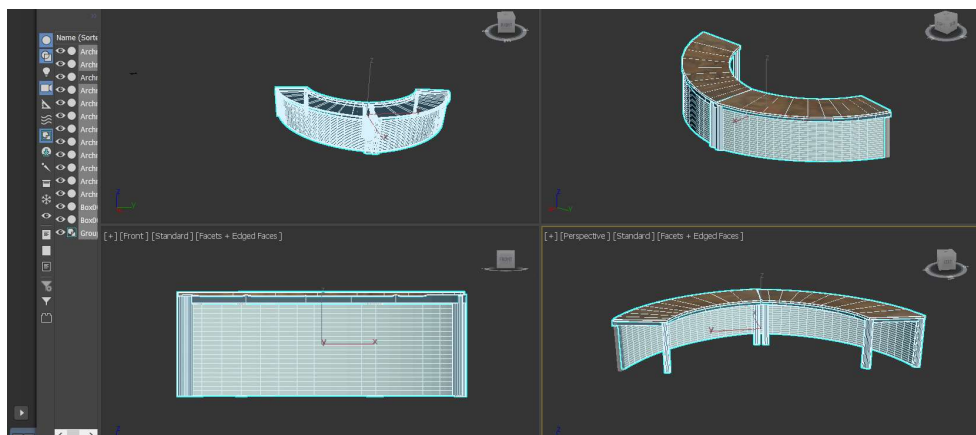 Name (Sorte
Archi
Archi
Archi
Archi
Archi
Archi
Archi
Archi
Archi
Archi
Archi
Archi
Box0(
Box0(
Group
[+] [Front ] [Standard ] [Facets + Edged Faces ]
[+] [Perspective ] [Standard ] [Facets + Edged Faces ]
x
y
x
y